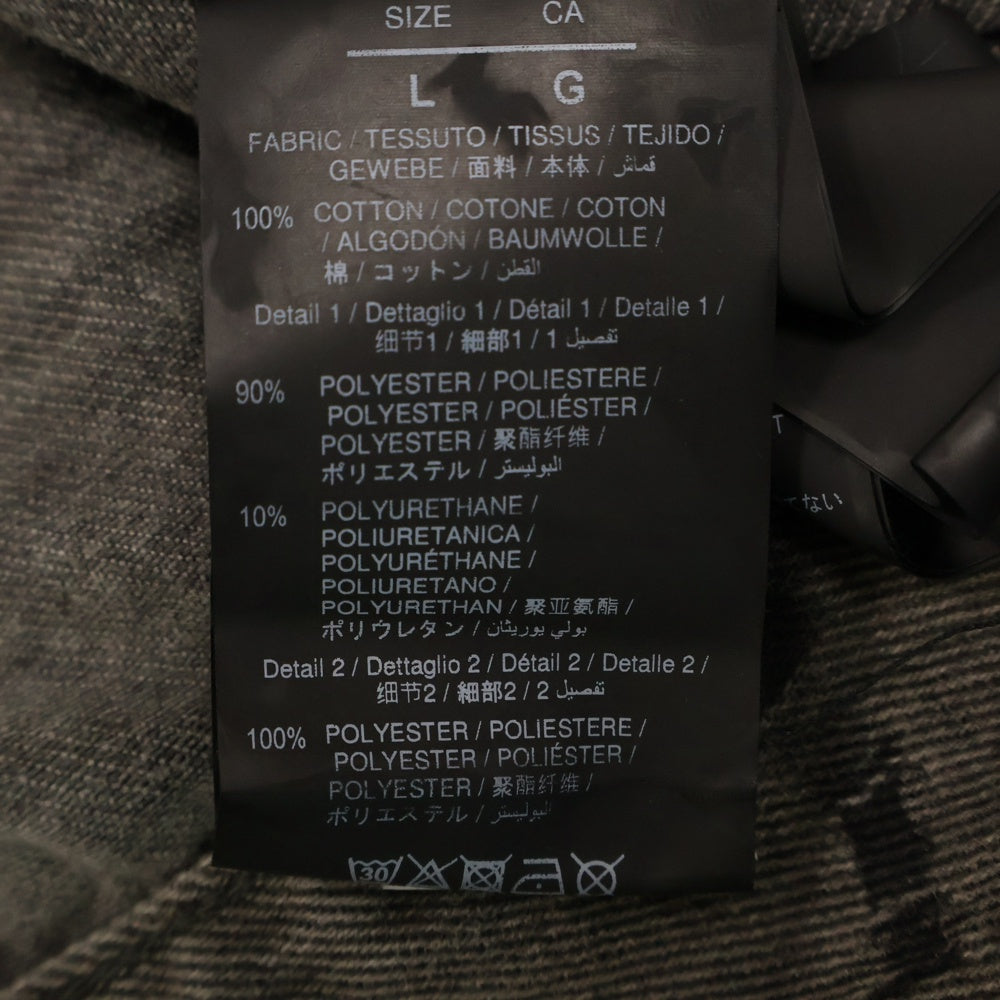 SIZE CA
L G
FABRIC / TESSUTO / TISSUS / TEJIDO /
GEWEBE / 面料 / 本体 / قماش
100% COTTON / COTONE / COTON
/ ALGODÓN / BAUMWOLLE /
棉 / コットン / القطن
Detail 1 / Dettaglio 1 / Détail 1 / Detalle 1 /
细节1 / 細部1 / تفصيل 1
90% POLYESTER / POLIESTERE /
POLYESTER / POLIÉSTER /
POLYESTER / 聚酯纤维 /
ポリエステル / البوليستر
10% POLYURETHANE /
POLIURETANICA /
POLYURÉTHANE /
POLIURETANO /
POLYURETHAN / 聚亚氨酯 /
ポリウレタン / بولي يوريثان
Detail 2 / Dettaglio 2 / Détail 2 / Detalle 2 /
细节2 / 細部2 / تفصيل 2
100% POLYESTER / POLIESTERE /
POLYESTER / POLIÉSTER /
POLYESTER / 聚酯纤维 /
ポリエステル / البوليستر
30
T
てない